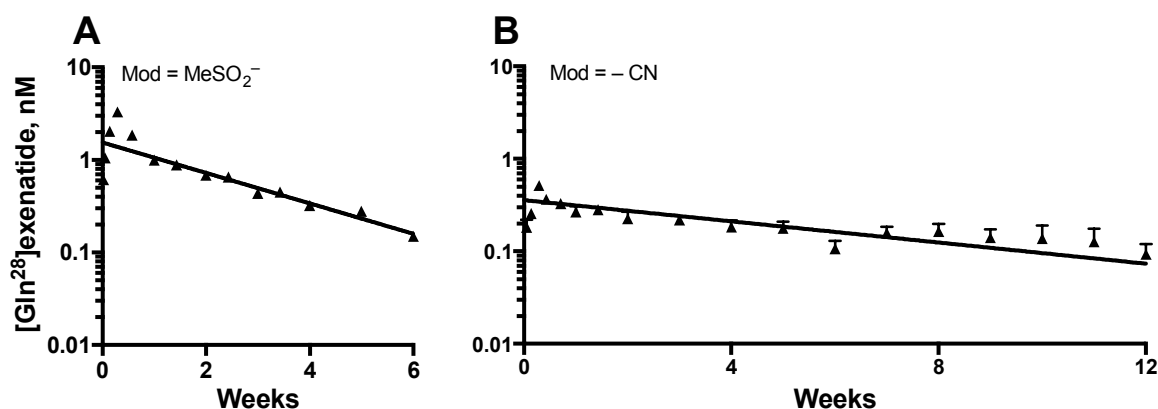 A
Mod = MeSO₂⁻
[Gln²⁸]exenatide, nM
10
1
0.1
0.01
0 2 4 6
Weeks
B
Mod = – CN
10
1
0.1
0.01
0 4 8 12
Weeks